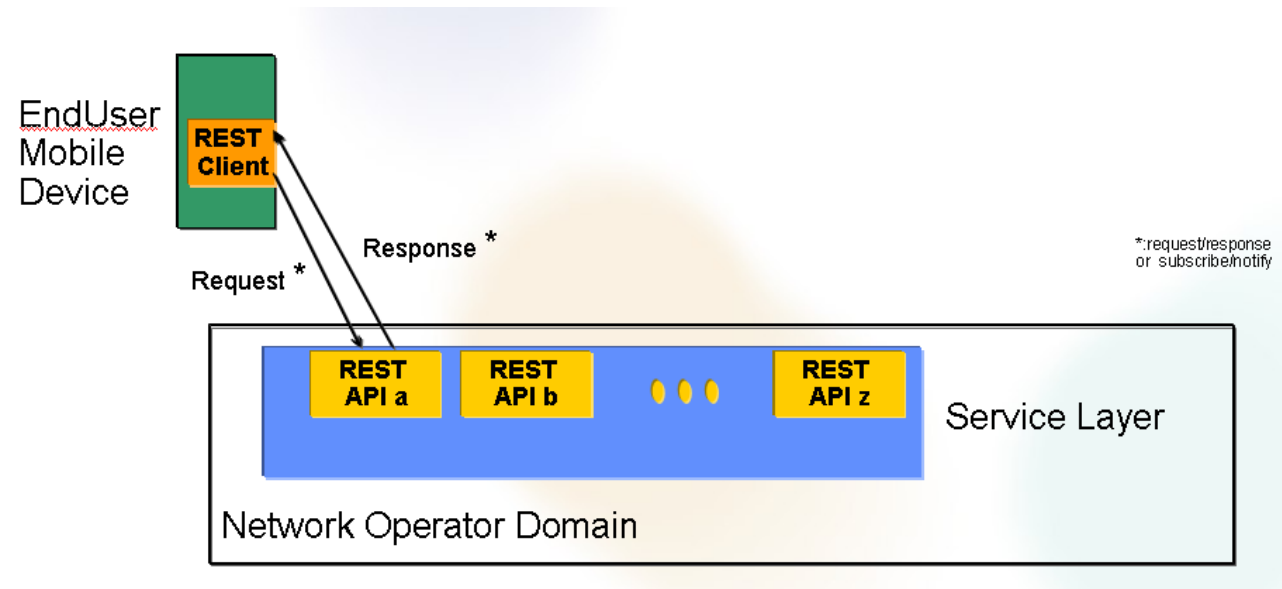 EndUser
Mobile
Device
REST
Client
Response *
Request *
*:request/response
or subscribe/notify
REST
API a
REST
API b
REST
API z
Service Layer
Network Operator Domain